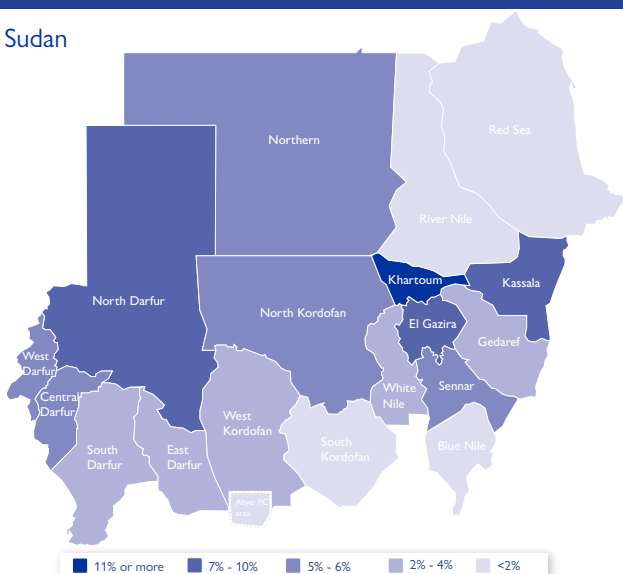 Sudan
Northern
Red Sea
River Nile
Khartoum
Kassala
North Darfur
North Kordofan
El Gazira
Gedaref
West
Darfur
Central
Darfur
White
Nile
Sennar
West
Kordofan
South
Darfur
East
Darfur
South
Kordofan
Blue Nile
Abyei PCA
area
11% or more
7% - 10%
5% - 6%
2% - 4%
<2%